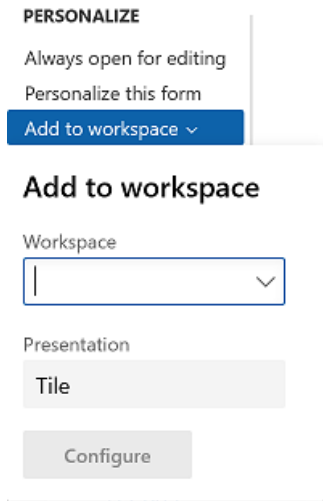 PERSONALIZE
Always open for editing
Personalize this form
Add to workspace
Add to workspace
Workspace
Presentation
Tile
Configure